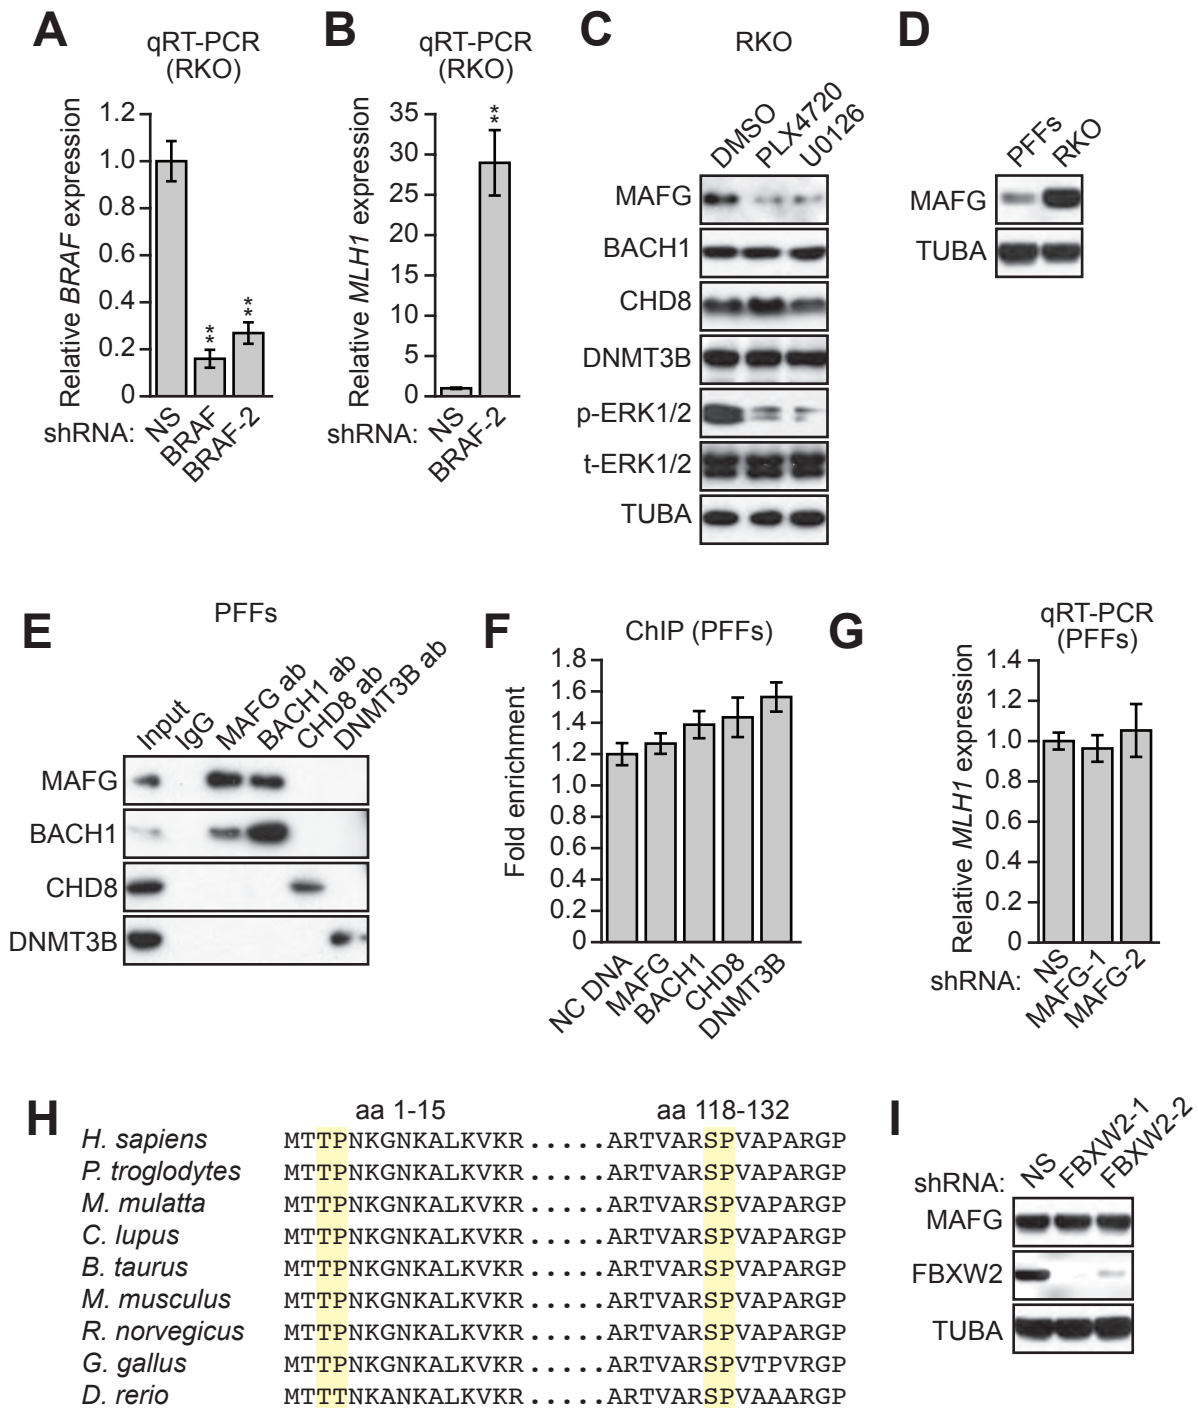 A
qRT-PCR
(RKO)
Relative BRAF expression
1.2
1.0
0.8
0.6
0.4
0.2
0
**
**
shRNA:
NS
BRAF
BRAF-2
B
qRT-PCR
(RKO)
Relative MLH1 expression
35
30
25
20
15
10
5
0
**
shRNA:
NS
BRAF-2
C
RKO
DMSO
PLX4720
U0126
MAFG
BACH1
CHD8
DNMT3B
p-ERK1/2
t-ERK1/2
TUBA
D
PFFs
RKO
MAFG
TUBA
E
PFFs
Input
IgG
MAFG ab
BACH1 ab
CHD8 ab
DNMT3B ab
MAFG
BACH1
CHD8
DNMT3B
F
ChIP (PFFs)
Fold enrichment
1.8
1.6
1.4
1.2
1.0
0.8
0.6
0.4
0.2
0
NC DNA
MAFG
BACH1
CHD8
DNMT3B
G
qRT-PCR
(PFFs)
Relative MLH1 expression
1.4
1.2
1.0
0.8
0.6
0.4
0.2
0
shRNA:
NS
MAFG-1
MAFG-2
H
aa 1-15 aa 118-132
H. sapiens MTTPNKGNKALKVKR.....ARTVARSPVAPARGP
P. troglodytes MTTPNKGNKALKVKR.....ARTVARSPVAPARGP
M. mulatta MTTPNKGNKALKVKR.....ARTVARSPVAPARGP
C. lupus MTTPNKGNKALKVKR.....ARTVARSPVAPARGP
B. taurus MTTPNKGNKALKVKR.....ARTVARSPVAPARGP
M. musculus MTTPNKGNKALKVKR.....ARTVARSPVAPARGP
R. norvegicus MTTPNKGNKALKVKR.....ARTVARSPVAPARGP
G. gallus MTTPNKGNKALKVKR.....ARTVARSPVTPVRGP
D. rerio MTTTNKANKALKVKR.....ARTVARSPVAAARGP
I
shRNA:
NS
FBXW2-1
FBXW2-2
MAFG
FBXW2
TUBA